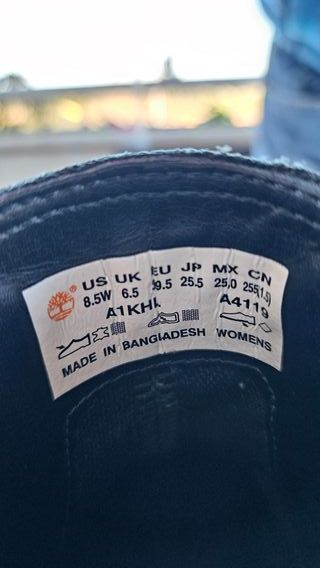 US UK EU JP MX CN
8.5W 6.5 39.5 25.5 25,0 255(1.5)
A4119
MADE IN BANGLADESH WOMENS